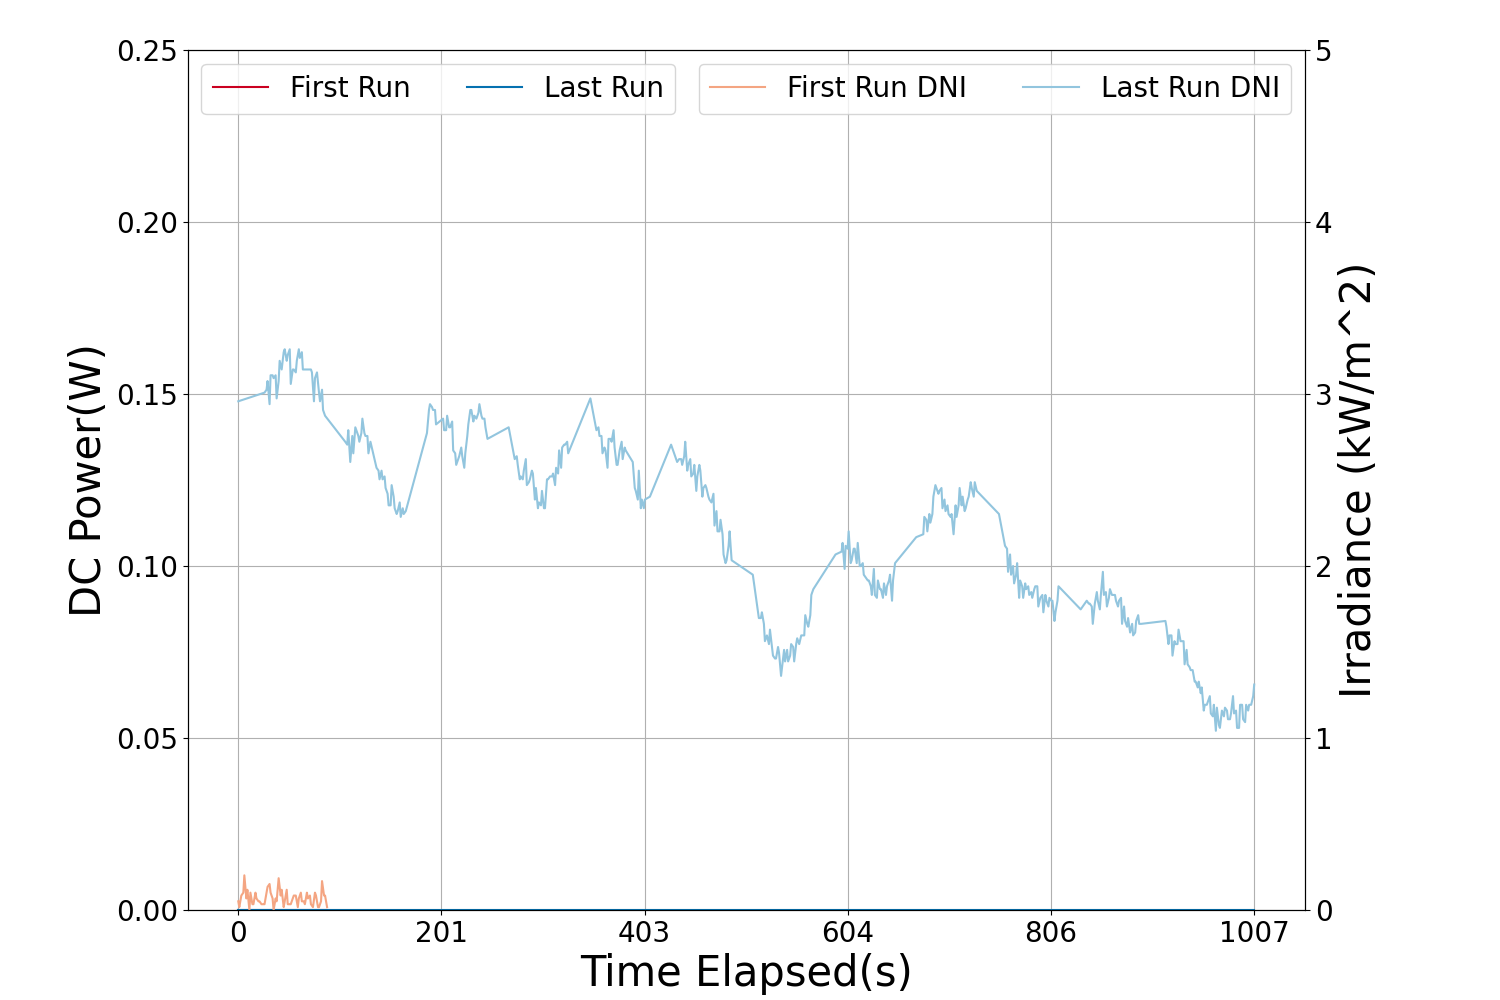 First Run
Last Run
First Run DNI
Last Run DNI
DC Power(W)
0.25
0.20
0.15
0.10
0.05
0.00
5
4
3
2
1
0
Irradiance (kW/m^2)
0
201
403
604
806
1007
Time Elapsed(s)